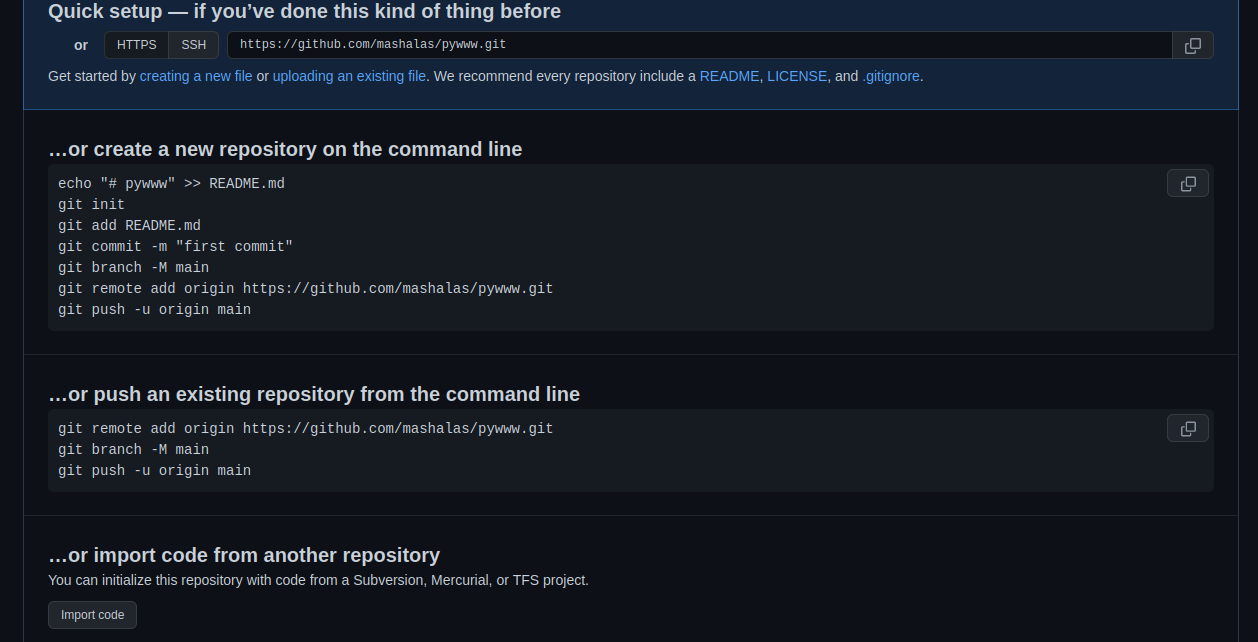 Quick setup — if you’ve done this kind of thing before
or HTTPS SSH https://github.com/mashalas/pywww.git
Get started by creating a new file or uploading an existing file. We recommend every repository include a README, LICENSE, and .gitignore.
…or create a new repository on the command line
echo "# pywww" >> README.md
git init
git add README.md
git commit -m "first commit"
git branch -M main
git remote add origin https://github.com/mashalas/pywww.git
git push -u origin main
…or push an existing repository from the command line
git remote add origin https://github.com/mashalas/pywww.git
git branch -M main
git push -u origin main
…or import code from another repository
You can initialize this repository with code from a Subversion, Mercurial, or TFS project.
Import code